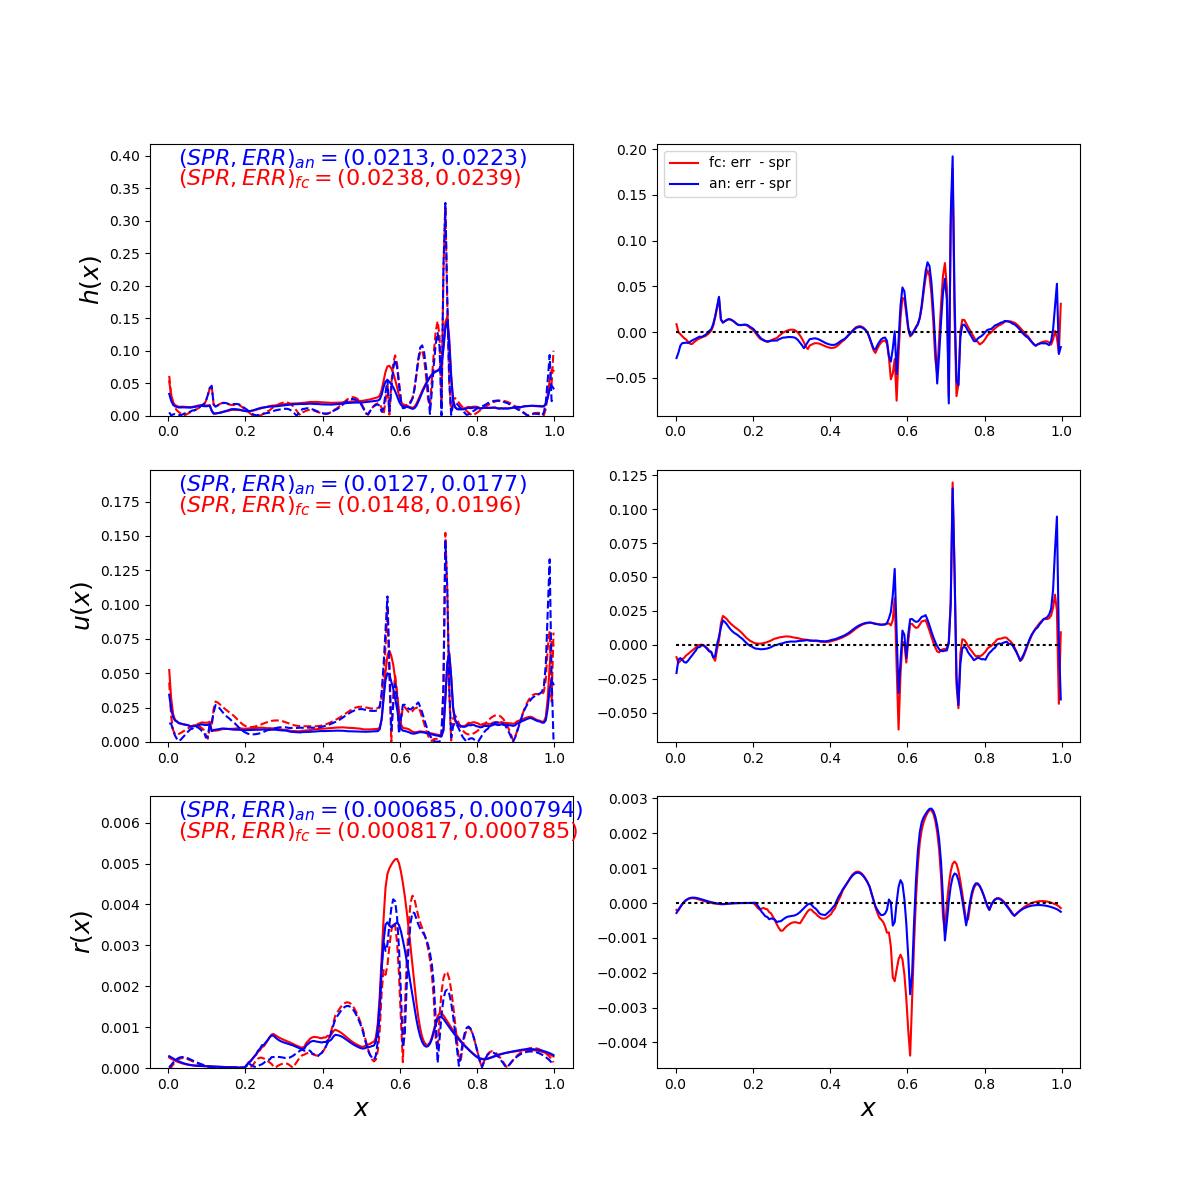 (SPR, ERR)an = (0.0213, 0.0223)
(SPR, ERR)fc = (0.0238, 0.0239)
h(x)
0.40
0.35
0.30
0.25
0.20
0.15
0.10
0.05
0.00
0.0 0.2 0.4 0.6 0.8 1.0
fc: err - spr
an: err - spr
0.20
0.15
0.10
0.05
0.00
−0.05
0.0 0.2 0.4 0.6 0.8 1.0
(SPR, ERR)an = (0.0127, 0.0177)
(SPR, ERR)fc = (0.0148, 0.0196)
u(x)
0.175
0.150
0.125
0.100
0.075
0.050
0.025
0.000
0.0 0.2 0.4 0.6 0.8 1.0
0.125
0.100
0.075
0.050
0.025
0.000
−0.025
−0.050
0.0 0.2 0.4 0.6 0.8 1.0
(SPR, ERR)an = (0.000685, 0.000794)
(SPR, ERR)fc = (0.000817, 0.000785)
r(x)
0.006
0.005
0.004
0.003
0.002
0.001
0.000
0.0 0.2 0.4 0.6 0.8 1.0
x
0.003
0.002
0.001
0.000
−0.001
−0.002
−0.003
−0.004
0.0 0.2 0.4 0.6 0.8 1.0
x